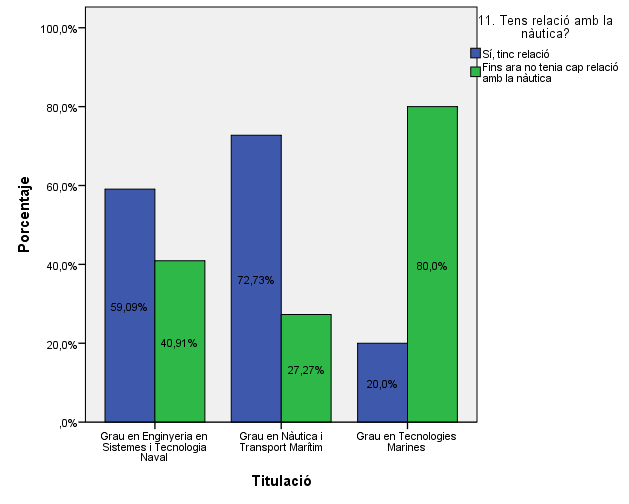 11. Tens relació amb la
nàutica?
Sí, tinc relació
Fins ara no tenia cap relació
amb la nàutica
100,0%
80,0%
60,0%
40,0%
20,0%
,0%
Porcentaje
59,09%
40,91%
72,73%
27,27%
20,0%
80,0%
Grau en Enginyeria en
Sistemes i Tecnologia
Naval
Grau en Nàutica i
Transport Marítim
Grau en Tecnologies
Marines
Titulació